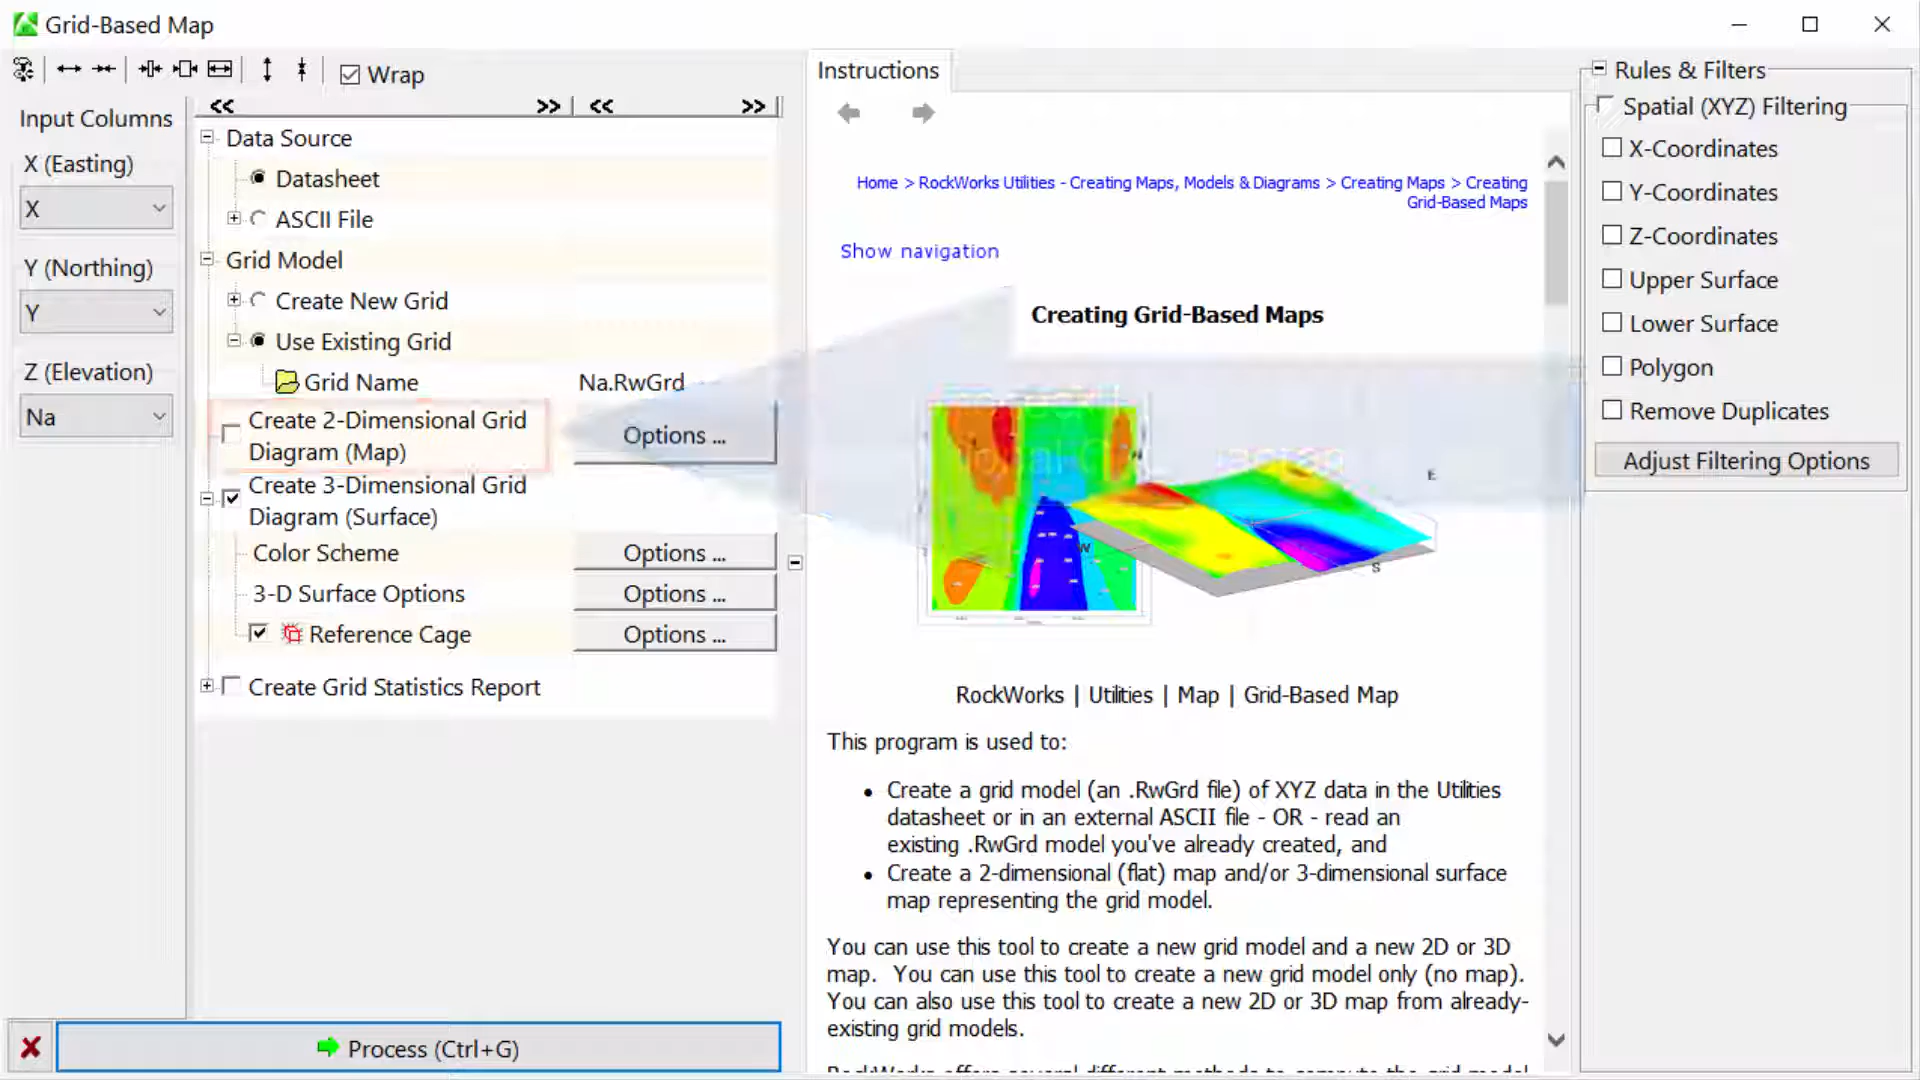 Grid-Based Map
Wrap
Instructions
Rules & Filters
Input Columns
X (Easting)
X
Y (Northing)
Y
Z (Elevation)
Na
<< >> << >>
Data Source
Datasheet
ASCII File
Grid Model
Create New Grid
Use Existing Grid
Grid Name Na.RwGrd
Create 2-Dimensional Grid
Diagram (Map)
Options ...
Create 3-Dimensional Grid
Diagram (Surface)
Color Scheme Options ...
3-D Surface Options Options ...
Reference Cage Options ...
Create Grid Statistics Report
Process (Ctrl+G)
Home > RockWorks Utilities - Creating Maps, Models & Diagrams > Creating Maps > Creating
Grid-Based Maps
Show navigation
Creating Grid-Based Maps
E
W
S
RockWorks | Utilities | Map | Grid-Based Map
This program is used to:
• Create a grid model (an .RwGrd file) of XYZ data in the Utilities
datasheet or in an external ASCII file - OR - read an
existing .RwGrd model you've already created, and
• Create a 2-dimensional (flat) map and/or 3-dimensional surface
map representing the grid model.
You can use this tool to create a new grid model and a new 2D or 3D
map. You can use this tool to create a new grid model only (no map).
You can also use this tool to create a new 2D or 3D map from already-
existing grid models.
RockWorks offers several different methods to compute the grid model
Spatial (XYZ) Filtering
X-Coordinates
Y-Coordinates
Z-Coordinates
Upper Surface
Lower Surface
Polygon
Remove Duplicates
Adjust Filtering Options